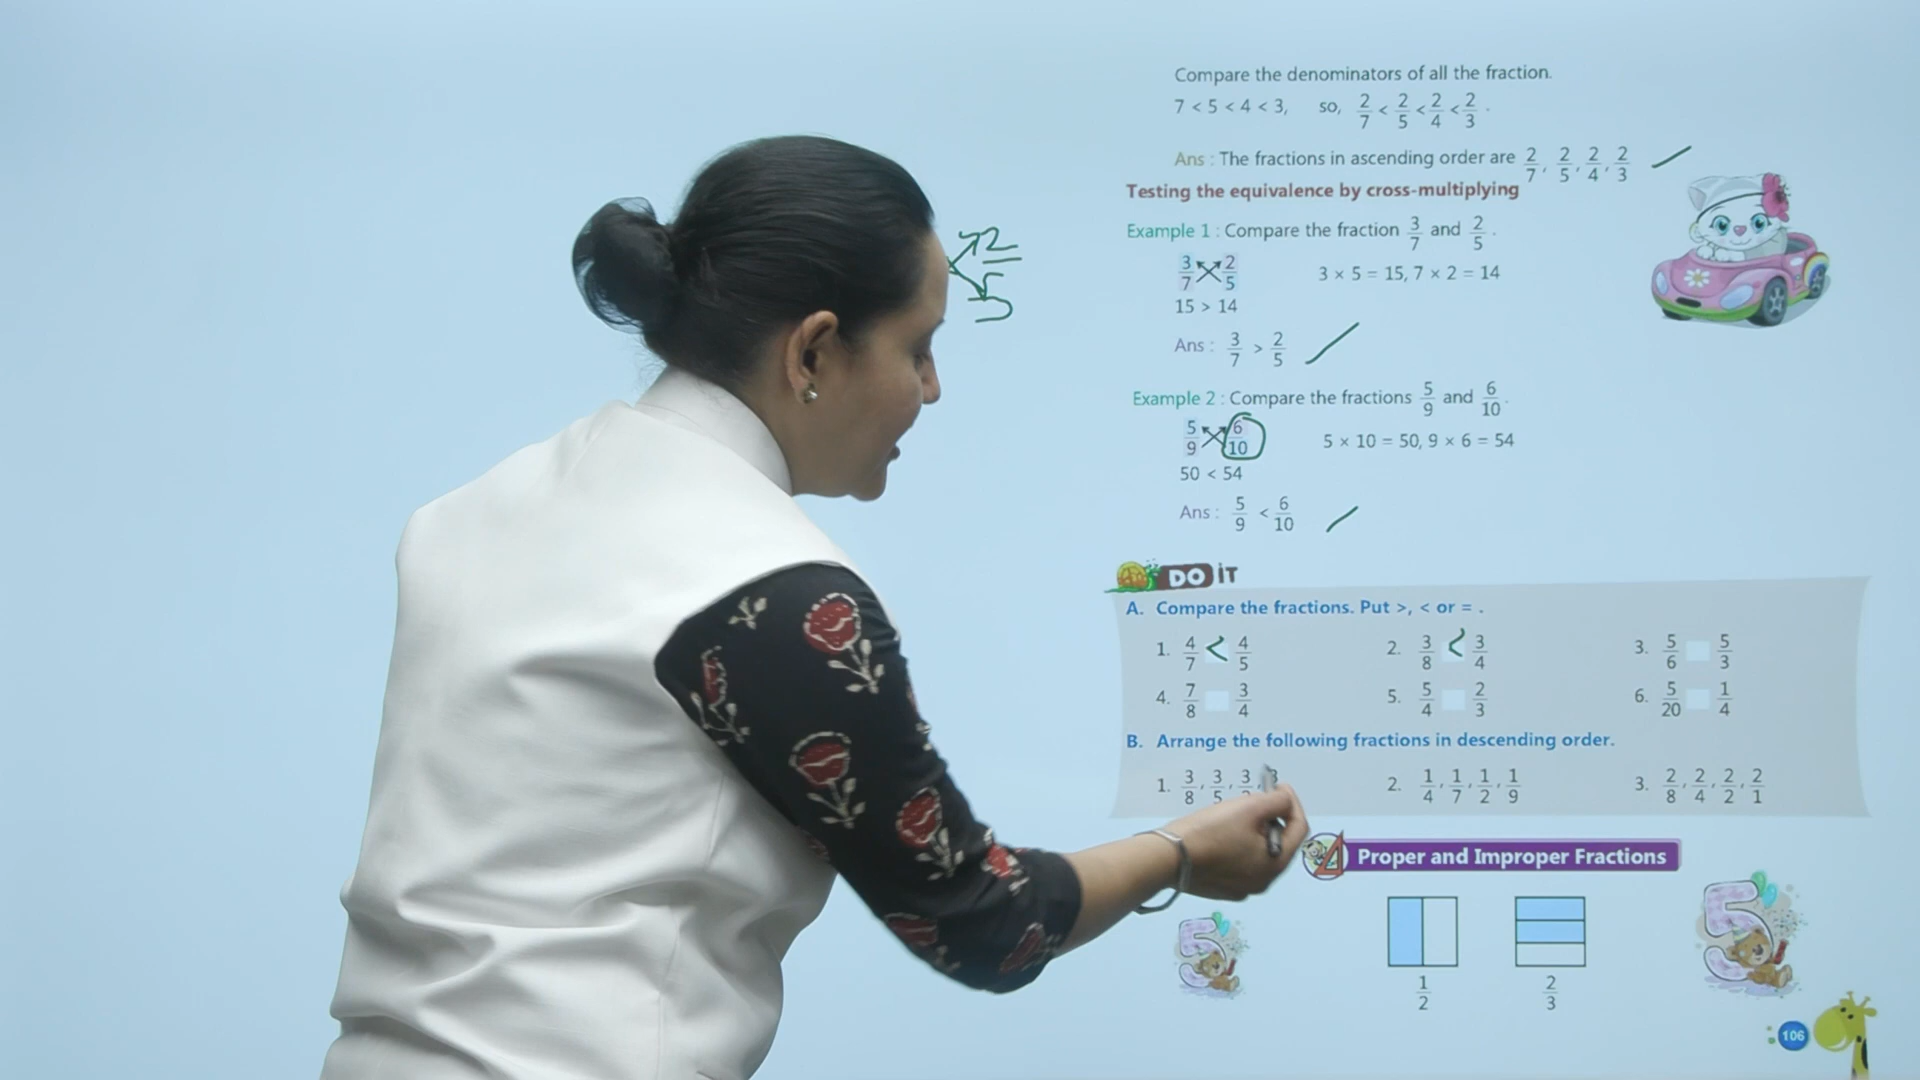 Compare the denominators of all the fraction.
7 < 5 < 4 < 3, so, 2/7 < 2/5 < 2/4 < 2/3 .
Ans : The fractions in ascending order are 2/7, 2/5, 2/4, 2/3
Testing the equivalence by cross-multiplying
Example 1 : Compare the fraction 3/7 and 2/5 .
2/5
3/7 2/5 3 × 5 = 15, 7 × 2 = 14
15 > 14
Ans : 3/7 > 2/5
Example 2 : Compare the fractions 5/9 and 6/10 .
5/9 6/10 5 × 10 = 50, 9 × 6 = 54
50 < 54
Ans : 5/9 < 6/10
DO iT
A. Compare the fractions. Put >, < or = .
1. 4/7 < 4/5 2. 3/8 < 3/4 3. 5/6 5/3
4. 7/8 3/4 5. 5/4 2/3 6. 5/20 1/4
B. Arrange the following fractions in descending order.
1. 3/8, 3/5, 2. 1/4, 1/7, 1/2, 1/9 3. 2/8, 2/4, 2/2, 2/1
Proper and Improper Fractions
5 5
1/2 2/3
106